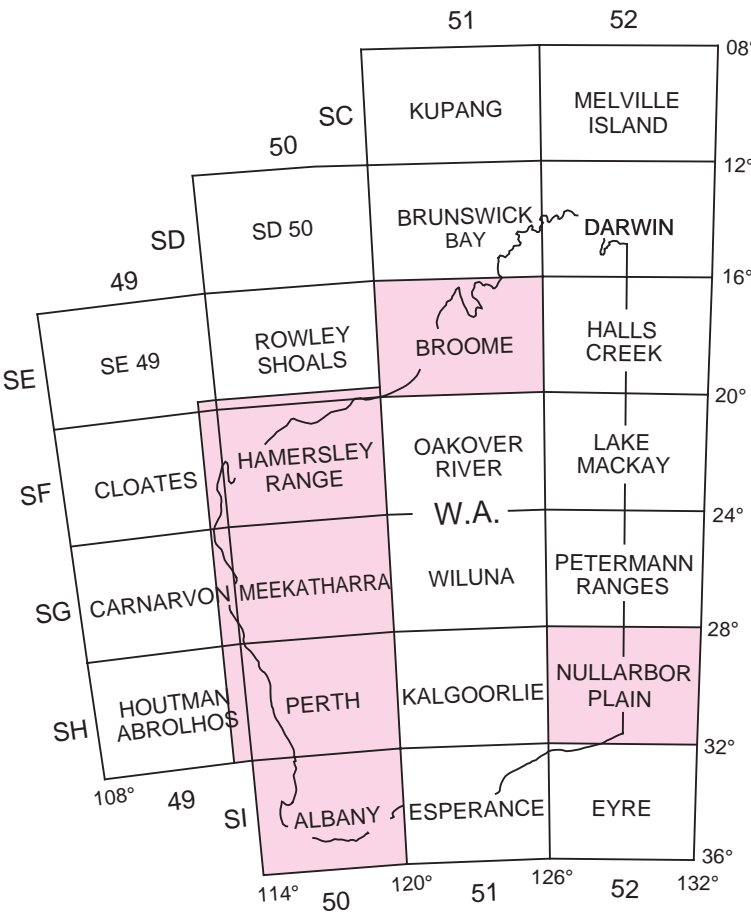 51
52
08°
KUPANG
MELVILLE
ISLAND
SC
50
12°
BRUNSWICK
BAY
DARWIN
SD 50
SD
16°
49
ROWLEY
SHOALS
BROOME
HALLS
CREEK
SE 49
SE
20°
HAMERSLEY
RANGE
OAKOVER
RIVER
LAKE
MACKAY
CLOATES
SF
W.A.
24°
PETERMANN
RANGES
WILUNA
MEEKATHARRA
CARNARVON
SG
28°
NULLARBOR
PLAIN
KALGOORLIE
PERTH
HOUTMAN
ABROLHOS
SH
32°
108°
49
SI
ALBANY
ESPERANCE
EYRE
36°
114°
50
120°
51
126°
52
132°